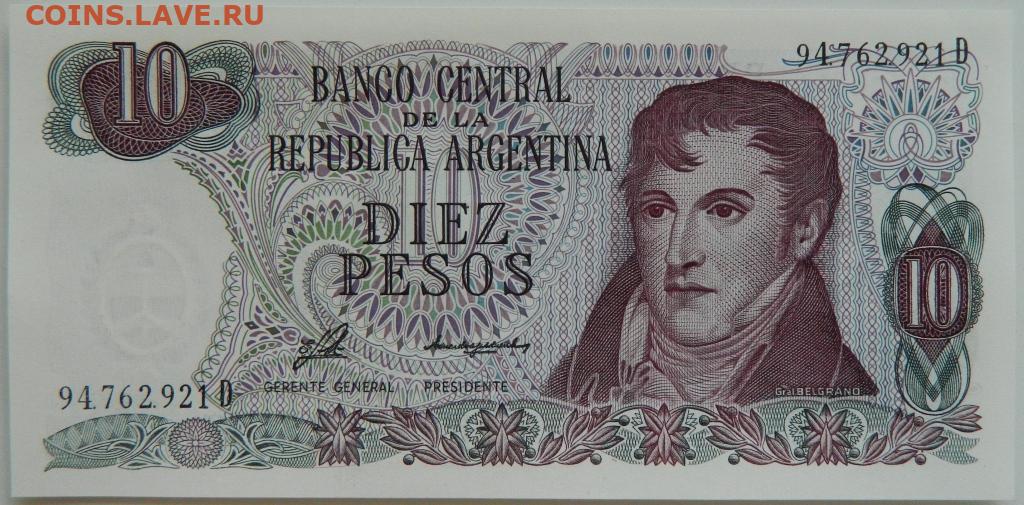 COINS.LAVE.RU
10
94.762.921 D
BANCO CENTRAL
DE LA
REPUBLICA ARGENTINA
10
DIEZ
PESOS
10
GERENTE GENERAL PRESIDENTE
94.762.921 D
Gral BELGRANO